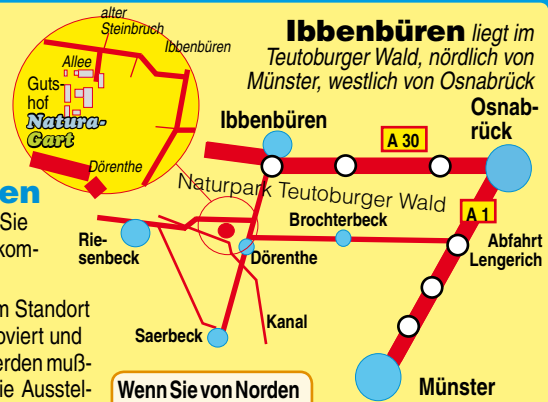 Ibbenbüren liegt im
Teutoburger Wald, nördlich von
Münster, westlich von Osnabrück
alter
Steinbruch
Ibbenbüren
Allee
Guts-
hof
Natura-
Gart
Dörenthe
Ibbenbüren
A 30
Osnab-
rück
Naturpark Teutoburger Wald
A 1
Rie-
senbeck
Brochterbeck
Abfahrt
Lengerich
Dörenthe
Saerbeck
Kanal
Münster
en
Sie
kom-
m Standort
oviert und
erden muß-
ie Ausstel-
Wenn Sie von Norden